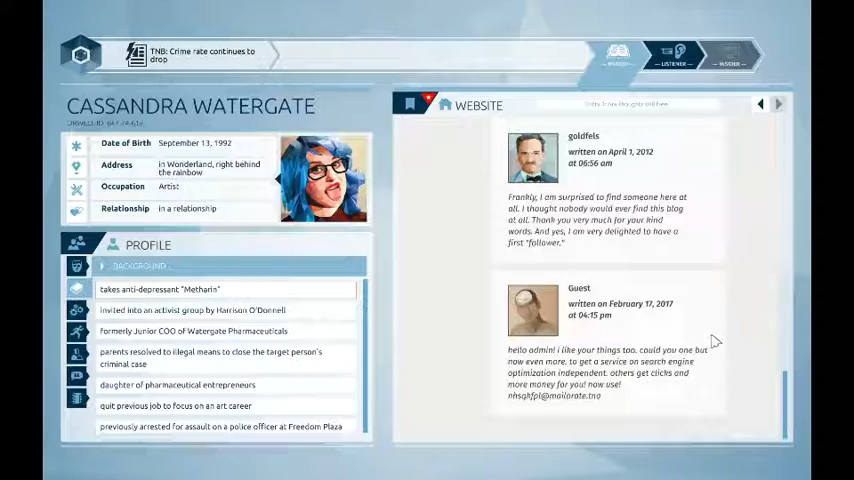 TNB: Crime rate continues to
drop
READER
LISTENER
INSIDER
CASSANDRA WATERGATE
Date of Birth September 13, 1992
Address in Wonderland, right behind
the rainbow
Occupation Artist
Relationship in a relationship
PROFILE
BACKGROUND
takes anti-depressant "Metharin"
invited into an activist group by Harrison O'Donnell
formerly Junior COO of Watergate Pharmaceuticals
parents resolved to illegal means to close the target person's
criminal case
daughter of pharmaceutical entrepreneurs
quit previous job to focus on an art career
previously arrested for assault on a police officer at Freedom Plaza
WEBSITE
goldfels
written on April 1, 2012
at 06:56 am
Frankly, I am surprised to find someone here at
all. I thought nobody would ever find this blog
at all. Thank you very much for your kind
words. And yes, I am very delighted to have a
first "follower."
Guest
written on February 17, 2017
at 04:15 pm
hello admin! i like your things too. could you one but
now even more. to get a service on search engine
optimization independent. others get clicks and
more money for you! now use!
nhsqkfpl@mailorate.tna